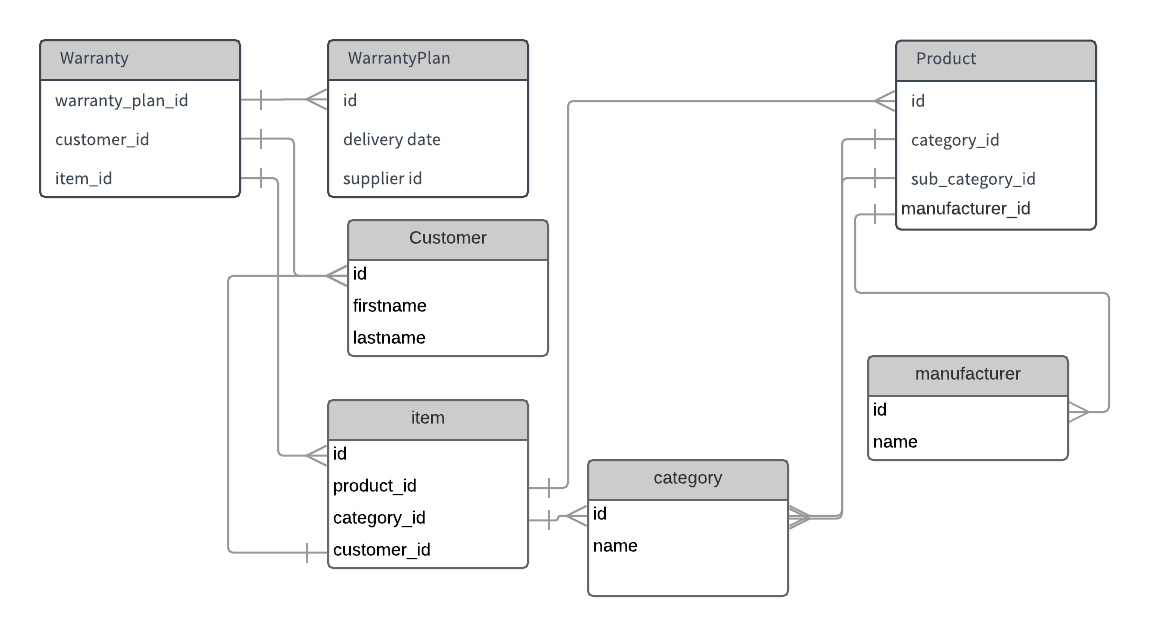 Warranty
warranty_plan_id
customer_id
item_id
WarrantyPlan
id
delivery date
supplier id
Product
id
category_id
sub_category_id
manufacturer_id
Customer
id
firstname
lastname
manufacturer
id
name
item
id
product_id
category_id
customer_id
category
id
name